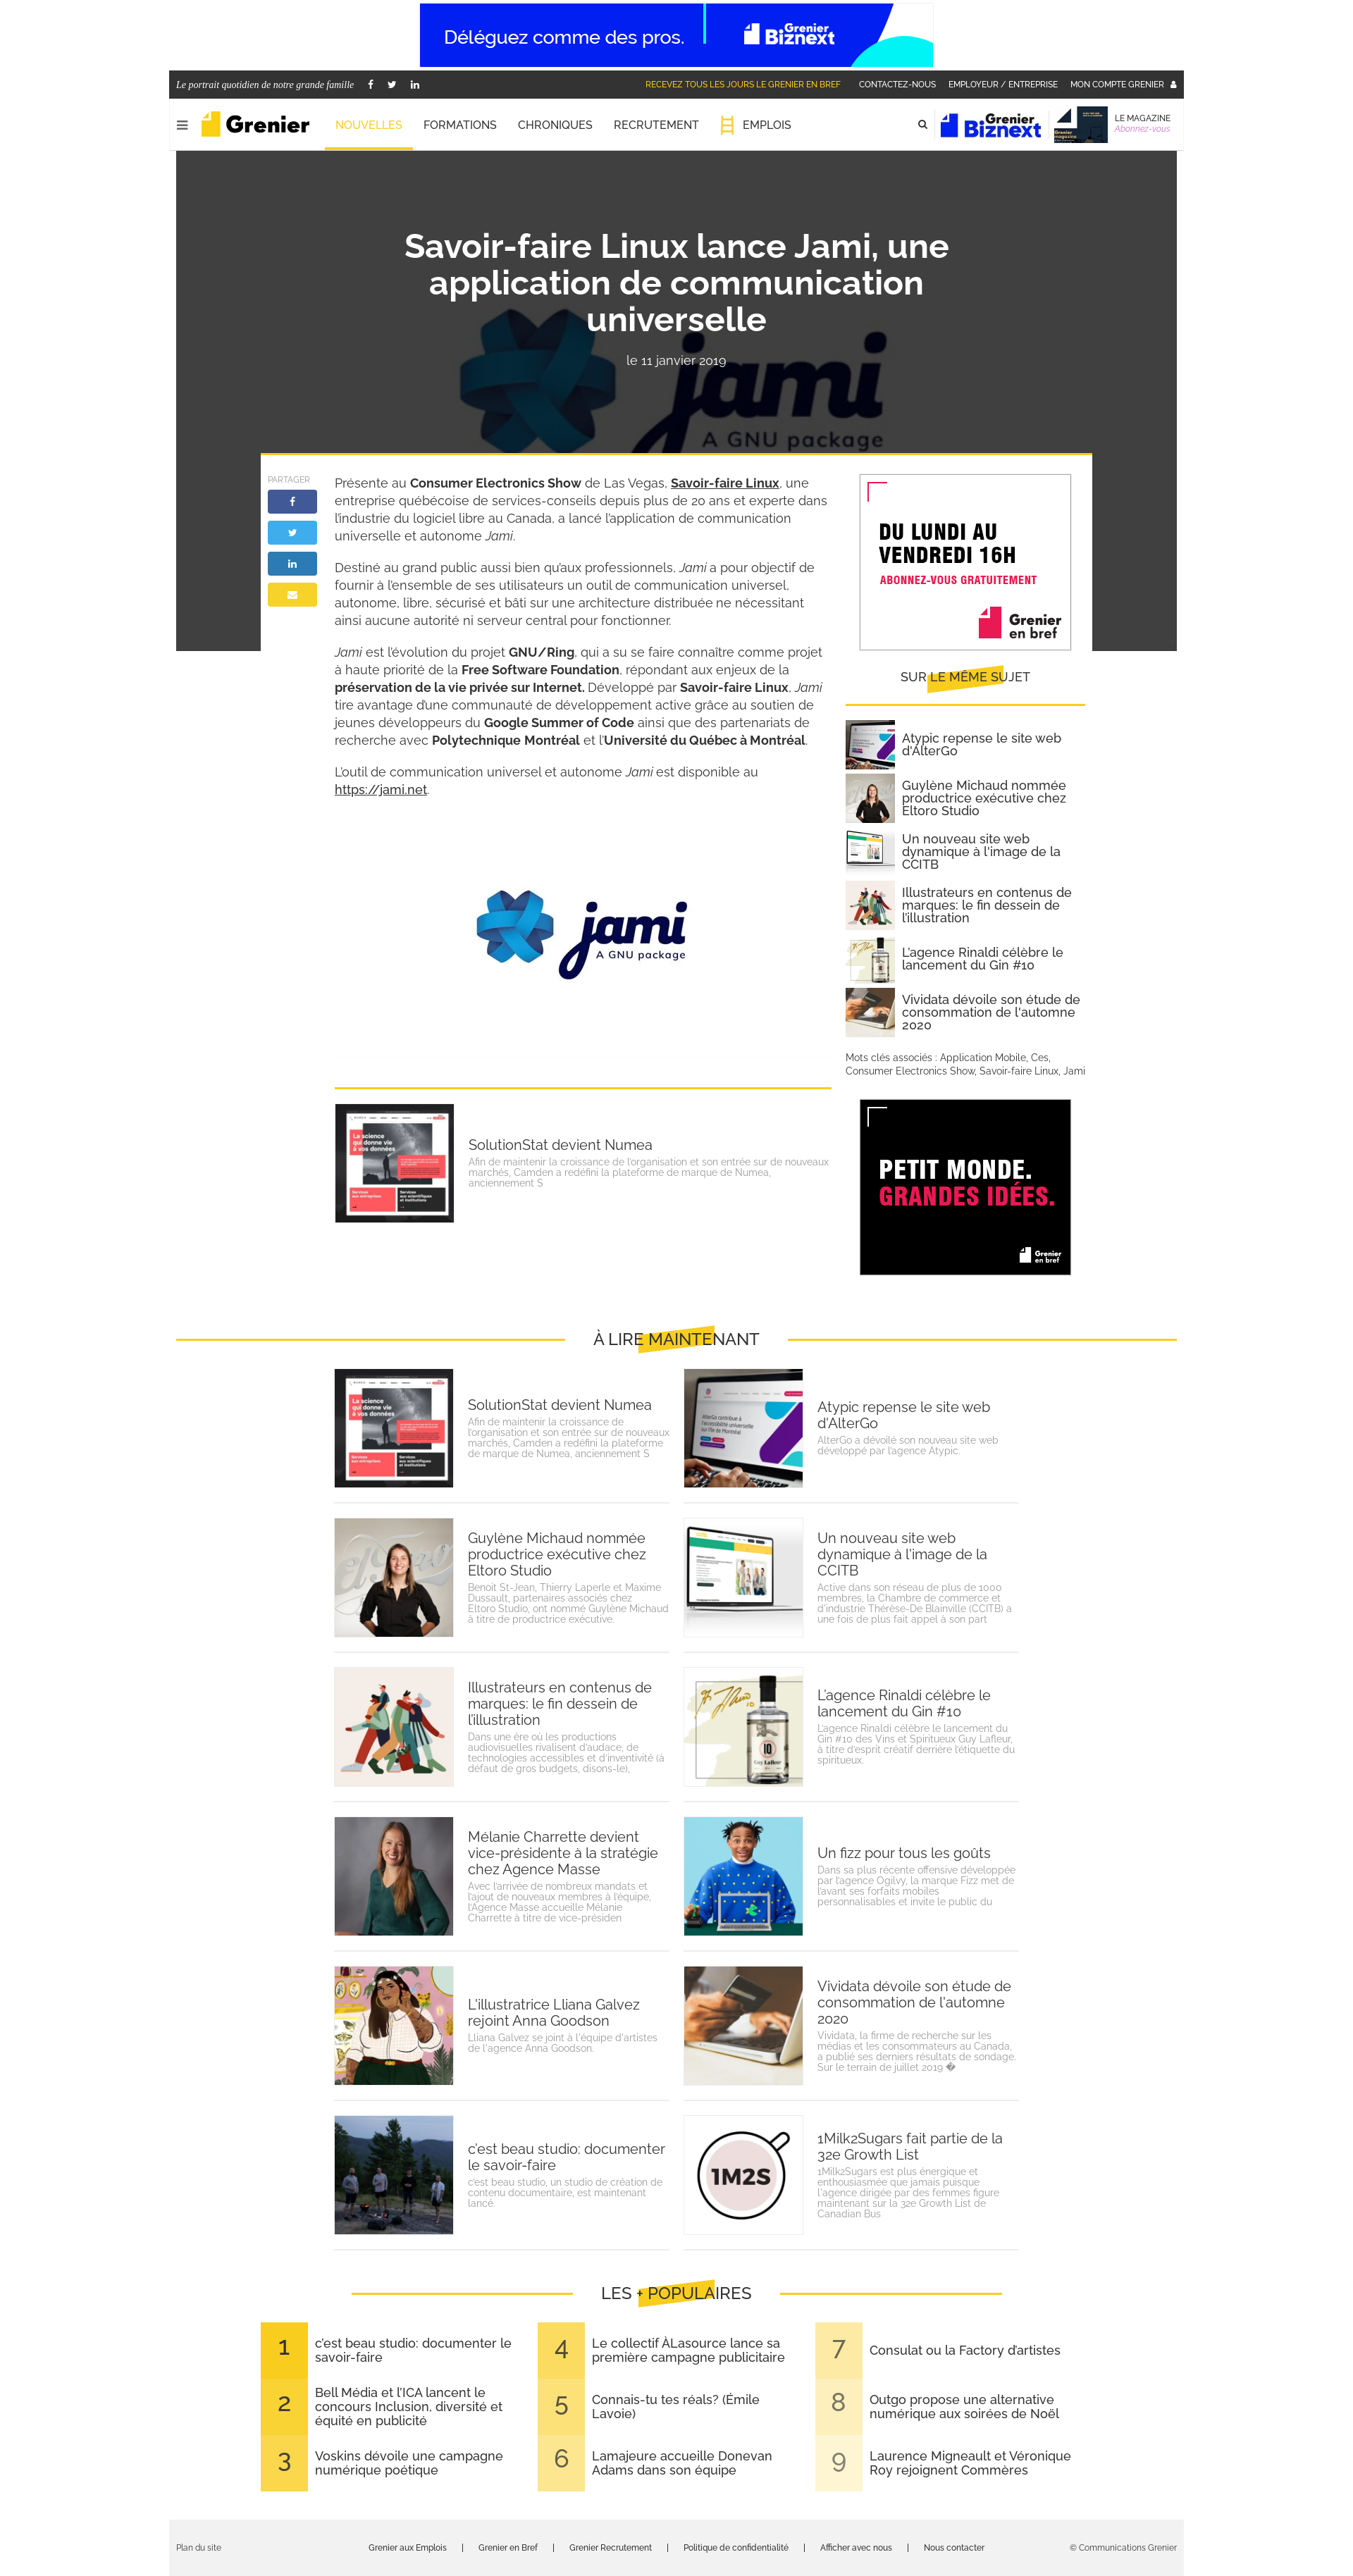 Déléguez comme des pros.
Grenier
Biznext
Le portrait quotidien de notre grande famille
RECEVEZ TOUS LES JOURS LE GRENIER EN BREF
CONTACTEZ-NOUS
EMPLOYEUR / ENTREPRISE
MON COMPTE GRENIER
Grenier
NOUVELLES
FORMATIONS
CHRONIQUES
RECRUTEMENT
EMPLOIS
Grenier
Biznext
LE MAGAZINE
Abonnez-vous
Savoir-faire Linux lance Jami, une
application de communication
universelle
le 11 janvier 2019
jami
A GNU package
PARTAGER
Présente au Consumer Electronics Show de Las Vegas, Savoir-faire Linux, une
entreprise québécoise de services-conseils depuis plus de 20 ans et experte dans
l'industrie du logiciel libre au Canada, a lancé l'application de communication
universelle et autonome Jami.
Destiné au grand public aussi bien qu'aux professionnels, Jami a pour objectif de
fournir à l'ensemble de ses utilisateurs un outil de communication universel,
autonome, libre, sécurisé et bâti sur une architecture distribuée ne nécessitant
ainsi aucune autorité ni serveur central pour fonctionner.
Jami est l'évolution du projet GNU/Ring, qui a su se faire connaître comme projet
à haute priorité de la Free Software Foundation, répondant aux enjeux de la
préservation de la vie privée sur Internet. Développé par Savoir-faire Linux, Jami
tire avantage d'une communauté de développement active grâce au soutien de
jeunes développeurs du Google Summer of Code ainsi que des partenariats de
recherche avec Polytechnique Montréal et l'Université du Québec à Montréal.
L'outil de communication universel et autonome Jami est disponible au
https://jami.net.
jami
A GNU package
SolutionStat devient Numea
Afin de maintenir la croissance de l'organisation et son entrée sur de nouveaux
marchés, Camden a redéfini la plateforme de marque de Numea,
anciennement S
DU LUNDI AU
VENDREDI 16H
ABONNEZ-VOUS GRATUITEMENT
Grenier
en bref
SUR LE MÊME SUJET
Atypic repense le site web
d'AlterGo
Guylène Michaud nommée
productrice exécutive chez
Eltoro Studio
Un nouveau site web
dynamique à l'image de la
CCITB
Illustrateurs en contenus de
marques: le fin dessein de
l'illustration
L'agence Rinaldi célèbre le
lancement du Gin #10
Vividata dévoile son étude de
consommation de l'automne
2020
Mots clés associés : Application Mobile, Ces,
Consumer Electronics Show, Savoir-faire Linux, Jami
PETIT MONDE.
GRANDES IDÉES.
Grenier
en bref
À LIRE MAINTENANT
La science
qui donne vie
à vos données
SolutionStat devient Numea
Afin de maintenir la croissance de
l'organisation et son entrée sur de nouveaux
marchés, Camden a redéfini la plateforme
de marque de Numea, anciennement S
Atypic repense le site web
d'AlterGo
AlterGo a dévoilé son nouveau site web
développé par l'agence Atypic.
Guylène Michaud nommée
productrice exécutive chez
Eltoro Studio
Benoit St-Jean, Thierry Laperle et Maxime
Dussault, partenaires associés chez
Eltoro Studio, ont nommé Guylène Michaud
à titre de productrice exécutive.
Un nouveau site web
dynamique à l'image de la
CCITB
Active dans son réseau de plus de 1000
membres, la Chambre de commerce et
d'industrie Thérèse-De Blainville (CCITB) a
une fois de plus fait appel à son part
Illustrateurs en contenus de
marques: le fin dessein de
l'illustration
Dans une ère où les productions
audiovisuelles rivalisent d'audace, de
technologies accessibles et d'inventivité (à
défaut de gros budgets, disons-le),
L'agence Rinaldi célèbre le
lancement du Gin #10
L'agence Rinaldi célèbre le lancement du
Gin #10 des Vins et Spiritueux Guy Lafleur,
à titre d'esprit créatif derrière l'étiquette du
spiritueux.
Mélanie Charrette devient
vice-présidente à la stratégie
chez Agence Masse
Avec l'arrivée de nombreux mandats et
l'ajout de nouveaux membres à l'équipe,
l'Agence Masse accueille Mélanie
Charrette à titre de vice-présiden
Un fizz pour tous les goûts
Dans sa plus récente offensive développée
par l'agence Ogilvy, la marque Fizz met de
l'avant ses forfaits mobiles
personnalisables et invite le public du
L'illustratrice Lliana Galvez
rejoint Anna Goodson
Lliana Galvez se joint à l'équipe d'artistes
de l'agence Anna Goodson.
Vividata dévoile son étude de
consommation de l'automne
2020
Vividata, la firme de recherche sur les
médias et les consommateurs au Canada,
a publié ses derniers résultats de sondage.
Sur le terrain de juillet 2019 �
c'est beau studio: documenter
le savoir-faire
c'est beau studio, un studio de création de
contenu documentaire, est maintenant
lancé.
1M2S
1Milk2Sugars fait partie de la
32e Growth List
1Milk2Sugars est plus énergique et
enthousiasmée que jamais puisque
l'agence dirigée par des femmes figure
maintenant sur la 32e Growth List de
Canadian Bus
LES + POPULAIRES
1
c'est beau studio: documenter le
savoir-faire
2
Bell Média et l'ICA lancent le
concours Inclusion, diversité et
équité en publicité
3
Voskins dévoile une campagne
numérique poétique
4
Le collectif ÀLasource lance sa
première campagne publicitaire
5
Connais-tu tes réals? (Émile
Lavoie)
6
Lamajeure accueille Donevan
Adams dans son équipe
7
Consulat ou la Factory d'artistes
8
Outgo propose une alternative
numérique aux soirées de Noël
9
Laurence Migneault et Véronique
Roy rejoignent Commères
Plan du site
Grenier aux Emplois | Grenier en Bref | Grenier Recrutement | Politique de confidentialité | Afficher avec nous | Nous contacter
© Communications Grenier